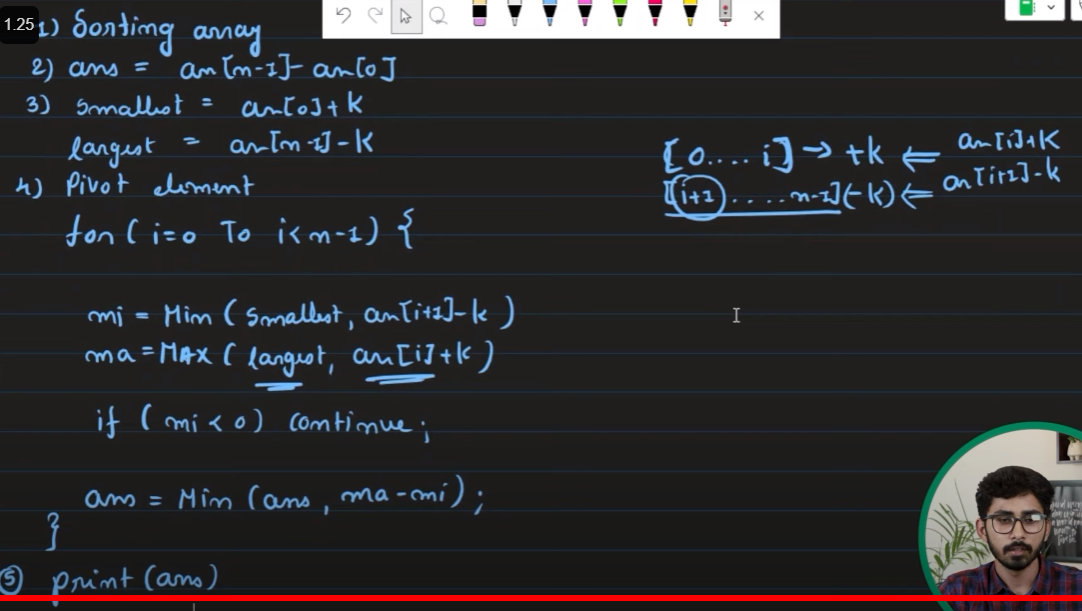 1.25
1) Sorting array
2) ans = arr[n-1] - arr[0]
3) smallest = arr[0] + k
largest = arr[n-1] - k
4) Pivot element
for ( i=0 To i< n-1) {
mi = Min ( smallest, arr[i+1]-k )
ma = MAX ( largest, arr[i]+k )
if ( mi < 0) continue;
ans = Min (ans, ma-mi);
}
5 print (ans)
[0.... i] → +k ⇐ arr[i]+k
[i+1 ..... n-1] (-k) ⇐ arr[i+1]-k